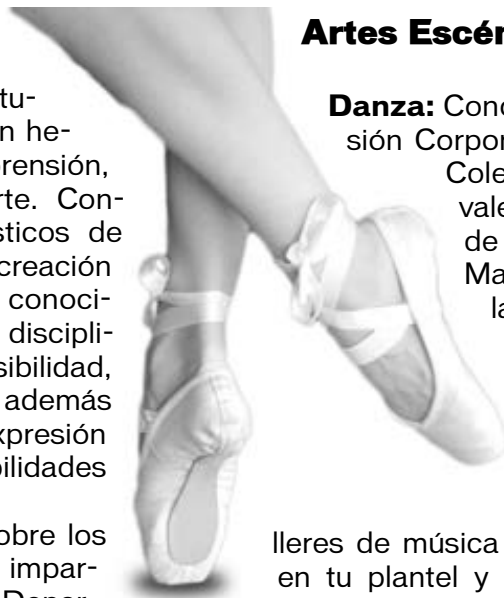 tu-
n he-
rensión,
rte. Con-
sticos de
creación
conoci-
discipli-
sibilidad,
además
xpresión
bilidades
obre los
impar-
Artes Escén
Danza: Cono
sión Corpor
Cole
vale
de
Ma
la
lleres de música
en tu plantel y